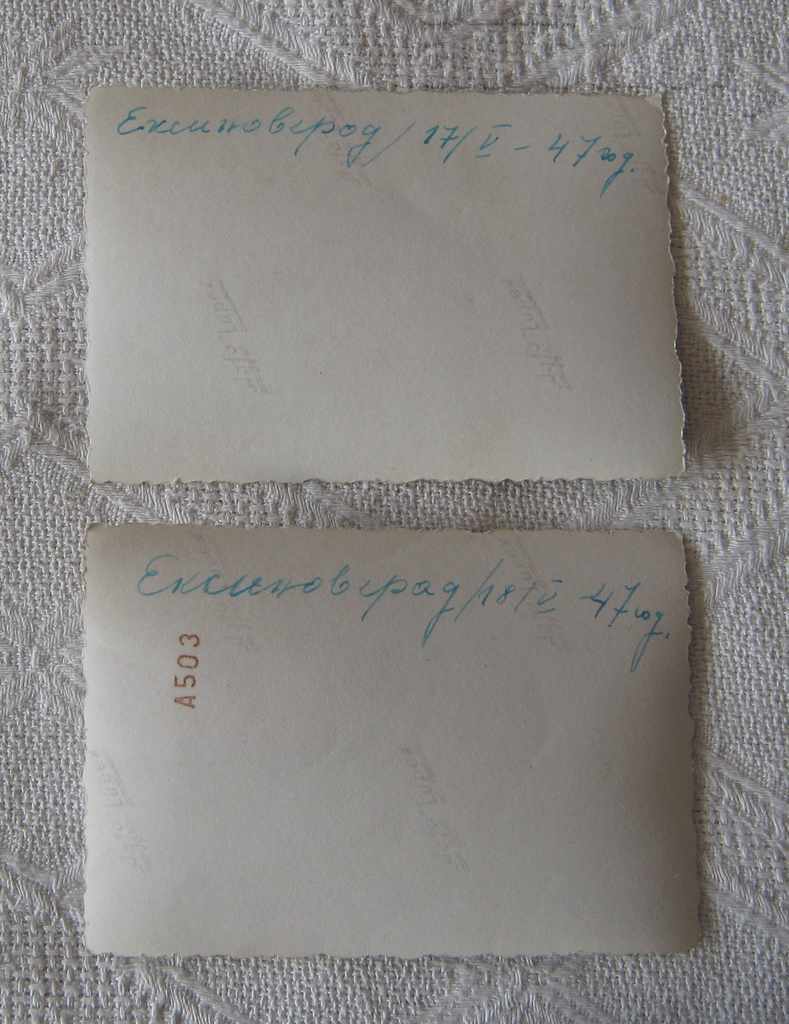 Ексиновград / 17/ V - 47 год.
Ексиновград / 18/ V 47 год.
A503